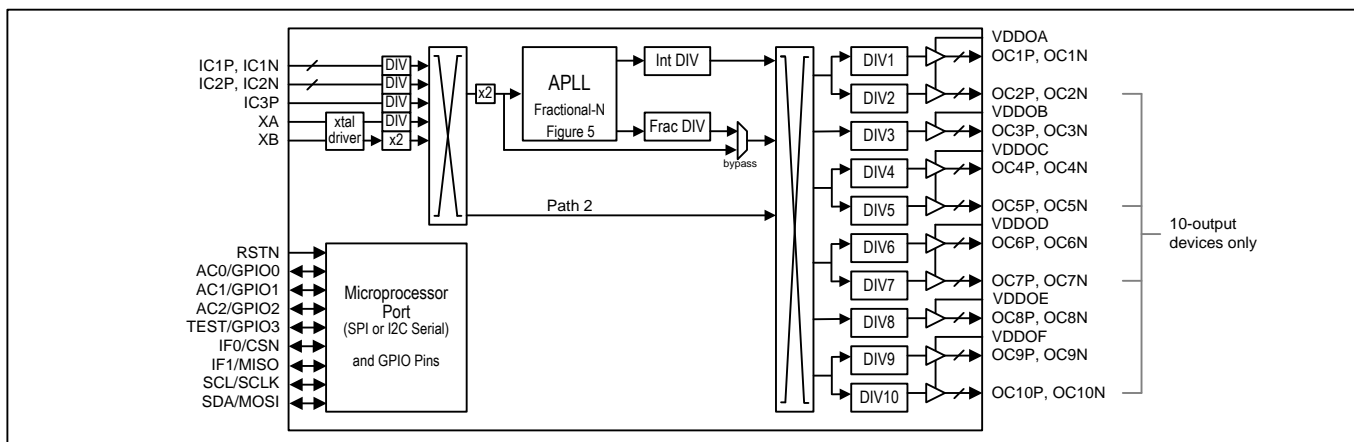 IC1P, IC1N
IC2P, IC2N
IC3P
XA
XB
xtal
driver
DIV
DIV
DIV
DIV
x2
x2
APLL
Fractional-N
Figure 5
Int DIV
Frac DIV
bypass
Path 2
RSTN
AC0/GPIO0
AC1/GPIO1
AC2/GPIO2
TEST/GPIO3
IF0/CSN
IF1/MISO
SCL/SCLK
SDA/MOSI
Microprocessor
Port
(SPI or I2C Serial)
and GPIO Pins
DIV1
DIV2
DIV3
DIV4
DIV5
DIV6
DIV7
DIV8
DIV9
DIV10
VDDOA
OC1P, OC1N
OC2P, OC2N
VDDOB
OC3P, OC3N
VDDOC
OC4P, OC4N
OC5P, OC5N
VDDOD
OC6P, OC6N
OC7P, OC7N
VDDOE
OC8P, OC8N
VDDOF
OC9P, OC9N
OC10P, OC10N
10-output
devices only